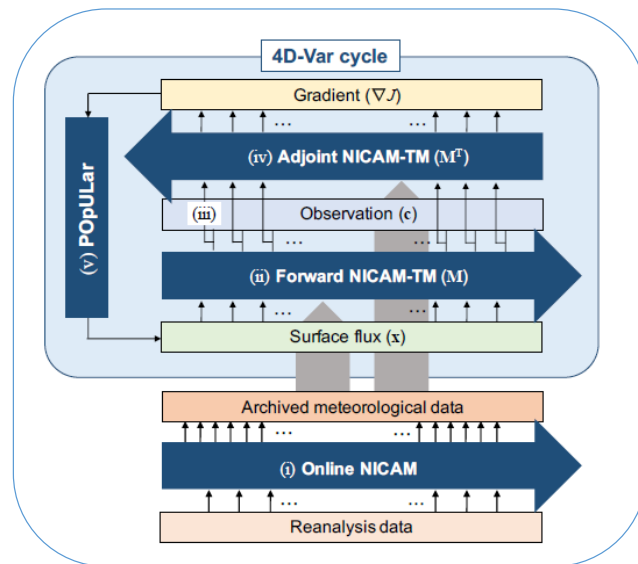 4D-Var cycle
Gradient (∇J)
... ...
(iv) Adjoint NICAM-TM (Mᵀ)
(iii)
Observation (c)
... ...
(ii) Forward NICAM-TM (M)
... ...
Surface flux (x)
(v) POpULar
Archived meteorological data
... ...
(i) Online NICAM
... ...
Reanalysis data